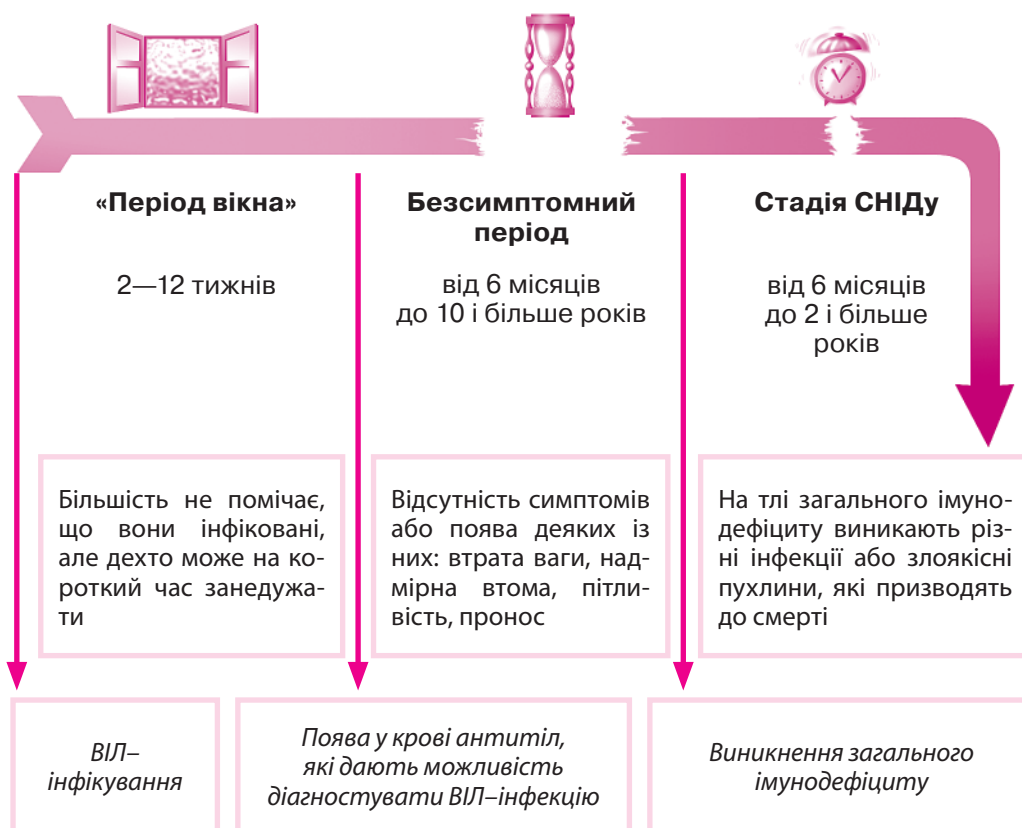 «Період вікна»
2—12 тижнів
Безсимптомний
період
від 6 місяців
до 10 і більше років
Стадія СНІДу
від 6 місяців
до 2 і більше
років
Більшість не помічає,
що вони інфіковані,
але дехто може на ко-
роткий час занедужа-
ти
Відсутність симптомів
або поява деяких із
них: втрата ваги, над-
мірна втома, пітли-
вість, пронос
На тлі загального імуно-
дефіциту виникають різ-
ні інфекції або злоякісні
пухлини, які призводять
до смерті
ВІЛ–
інфікування
Поява у крові антитіл,
які дають можливість
діагностувати ВІЛ–інфекцію
Виникнення загального
імунодефіциту